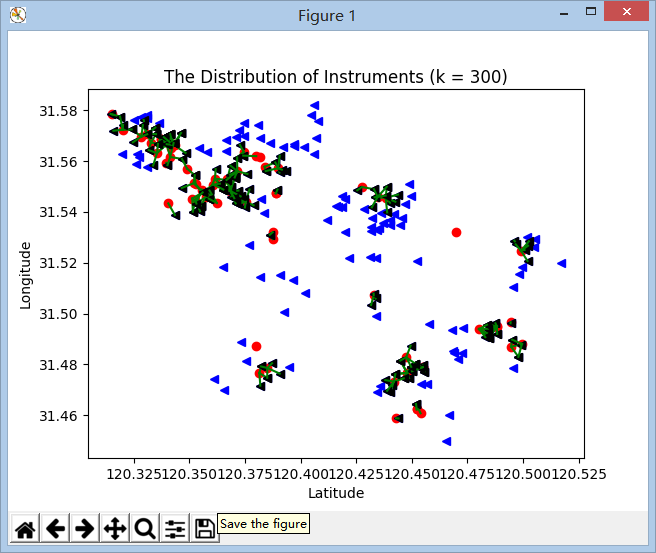 Figure 1
The Distribution of Instruments (k = 300)
31.58
31.56
31.54
31.52
31.50
31.48
31.46
Longitude
120.325 120.350 120.375 120.400 120.425 120.450 120.475 120.500 120.525
Latitude
Save the figure